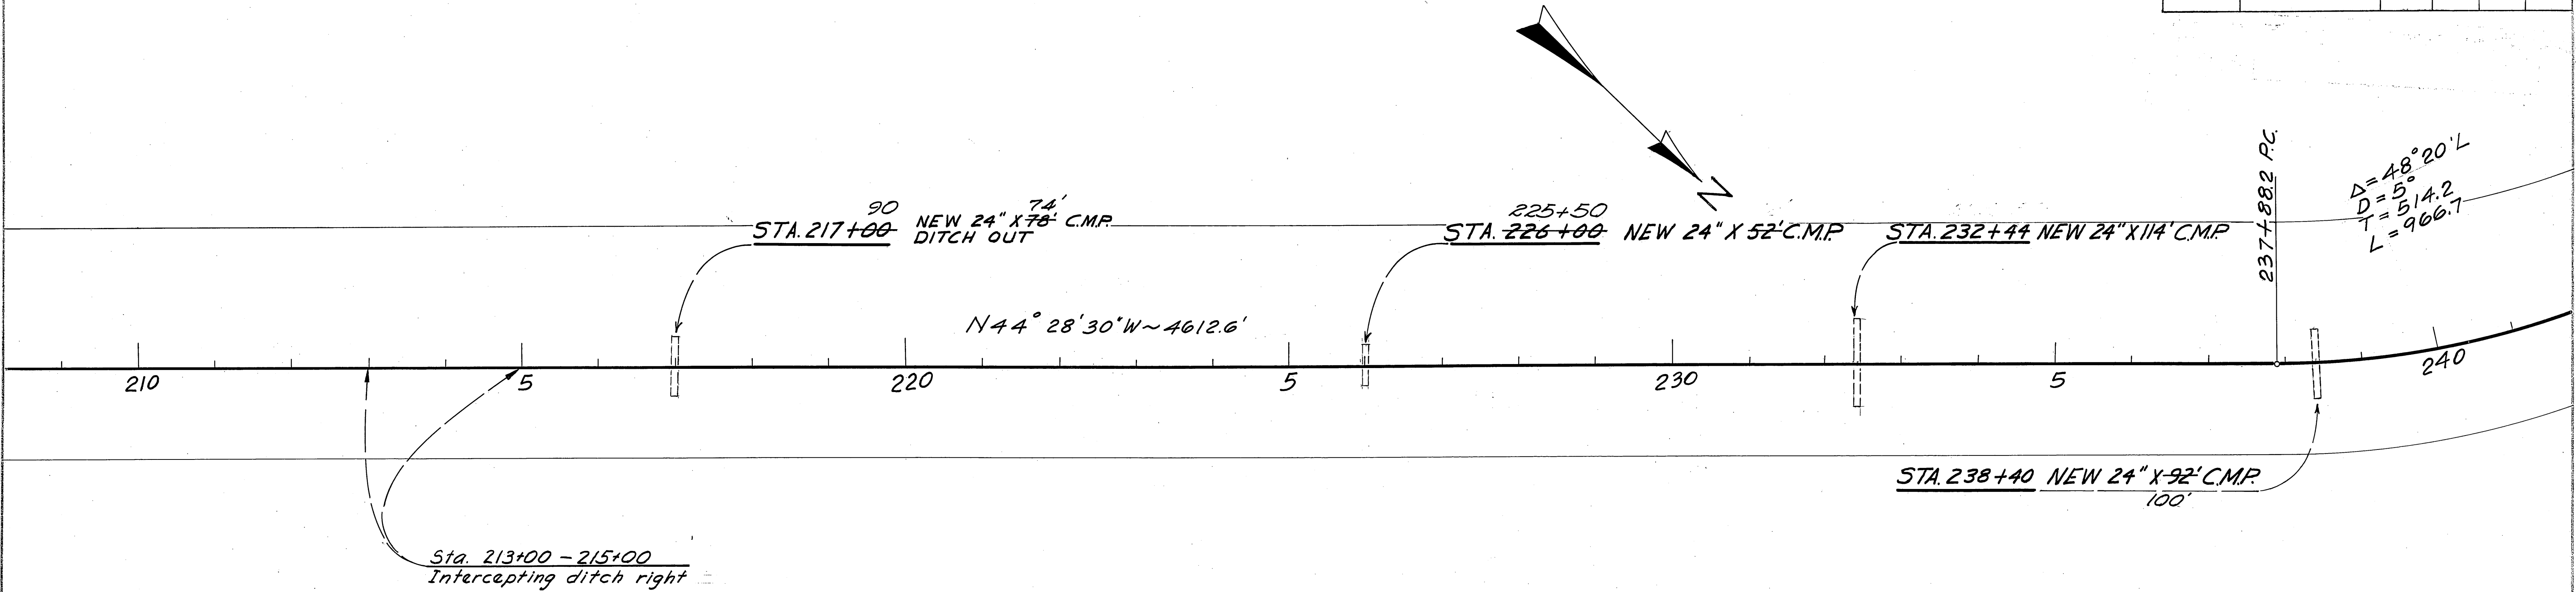 90
74'
STA. 217+00 NEW 24" X 78' C.M.P.
DITCH OUT
225+50
STA. 226+00 NEW 24" X 52' C.M.P.
STA. 232+44 NEW 24" X 114' C.M.P.
237+88.2 P.C.
Δ=48°20'L
D=5°
T=514.2
L=966.7
N
N44°28'30"W~4612.6'
210
5
220
5
230
5
240
STA. 238+40 NEW 24" X 92' C.M.P.
100'
Sta. 213+00 - 215+00
Intercepting ditch right